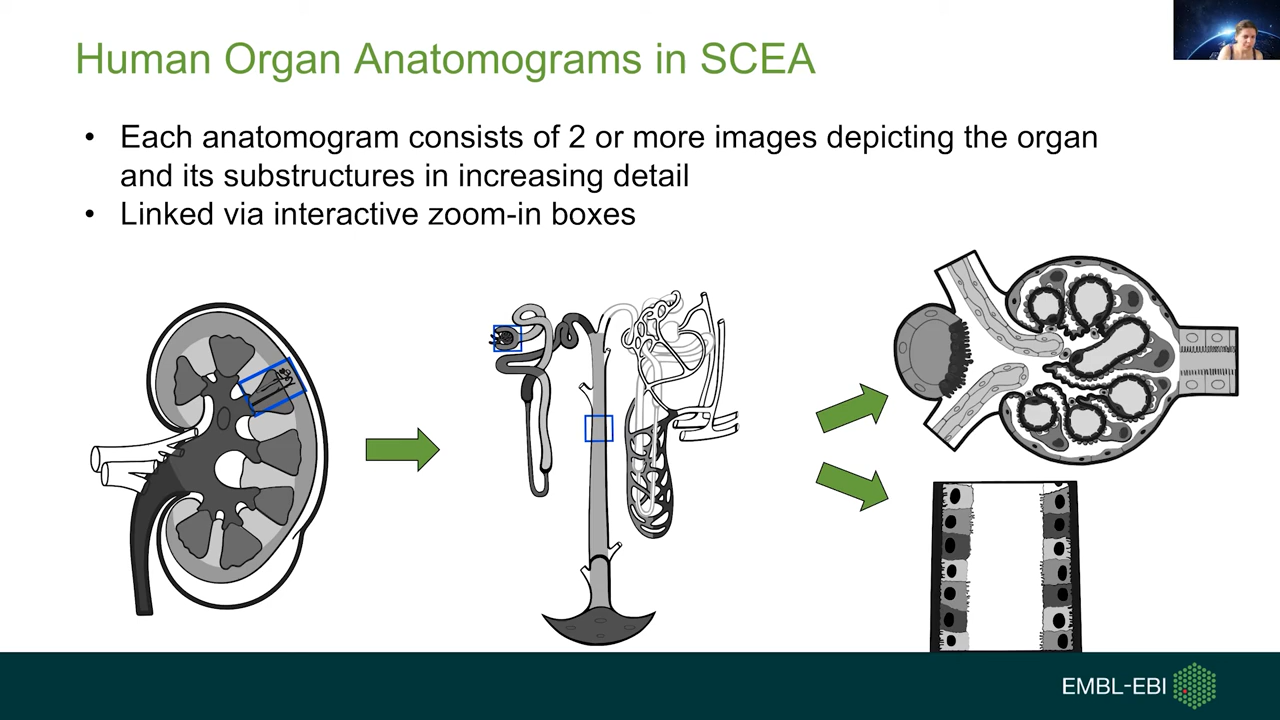 Human Organ Anatomograms in SCEA
• Each anatomogram consists of 2 or more images depicting the organ
and its substructures in increasing detail
• Linked via interactive zoom-in boxes
EMBL-EBI